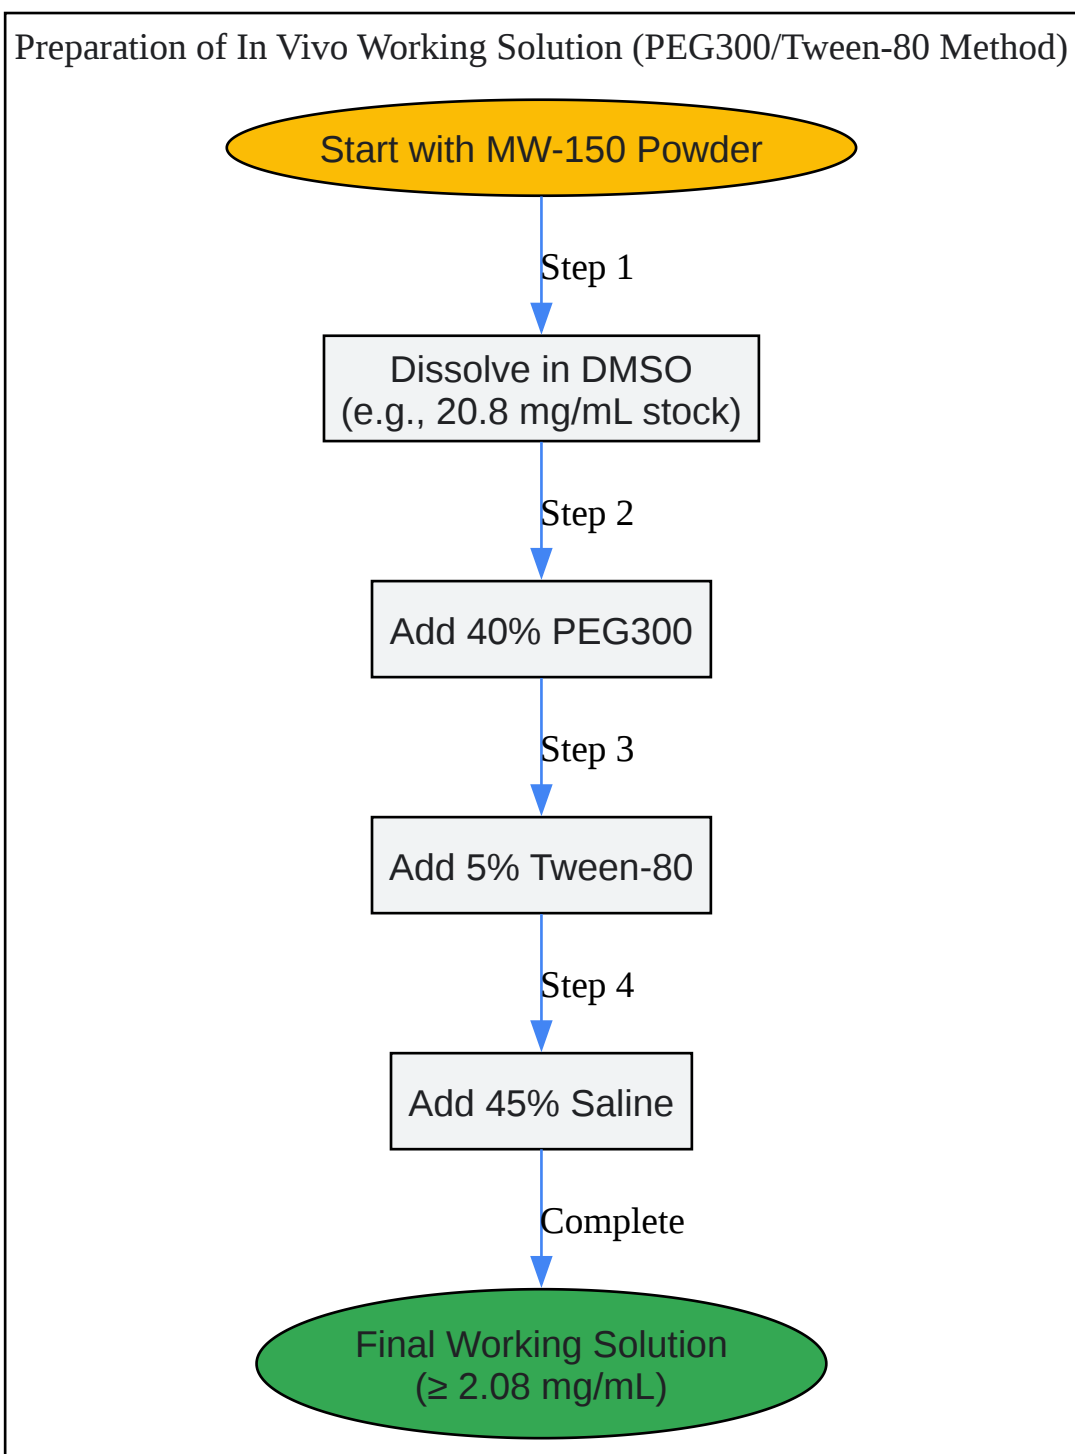 Preparation of In Vivo Working Solution (PEG300/Tween-80 Method)
Start with MW-150 Powder
Step 1
Dissolve in DMSO
(e.g., 20.8 mg/mL stock)
Step 2
Add 40% PEG300
Step 3
Add 5% Tween-80
Step 4
Add 45% Saline
Complete
Final Working Solution
(≥ 2.08 mg/mL)